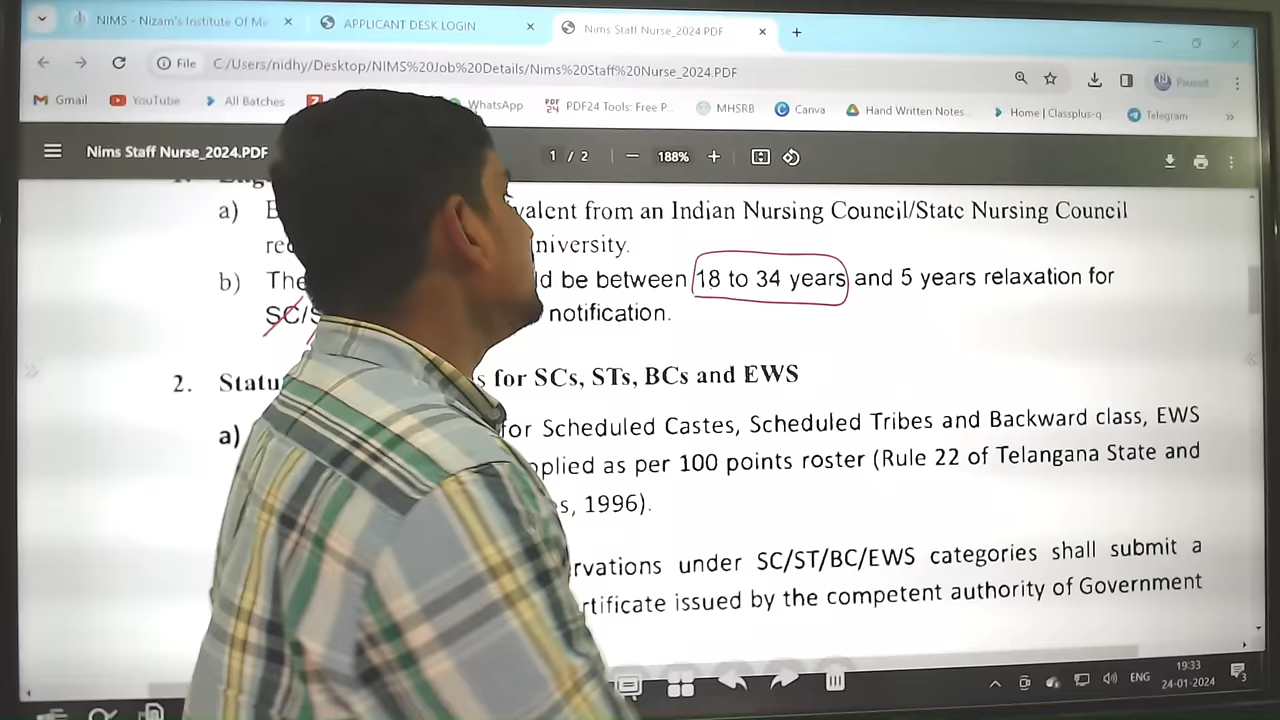 NIMS - Nizam's Institute Of Me
APPLICANT DESK LOGIN
Nims Staff Nurse_2024.PDF
File C:/Users/nidhy/Desktop/NIMS%20Job%20Details/Nims%20Staff%20Nurse_2024.PDF Paused
Gmail YouTube All Batches WhatsApp PDF24 Tools: Free P... MHSRB Canva Hand Written Notes... Home | Classplus-q Telegram
Nims Staff Nurse_2024.PDF 1 / 2 188%
a) valent from an Indian Nursing Council/State Nursing Council
niversity.
b) The d be between 18 to 34 years and 5 years relaxation for
SC/S notification.
2. Statu s for SCs, STs, BCs and EWS
a) for Scheduled Castes, Scheduled Tribes and Backward class, EWS
pplied as per 100 points roster (Rule 22 of Telangana State and
s, 1996).
rvations under SC/ST/BC/EWS categories shall submit a
rtificate issued by the competent authority of Government
ENG 19:33
24-01-2024 3